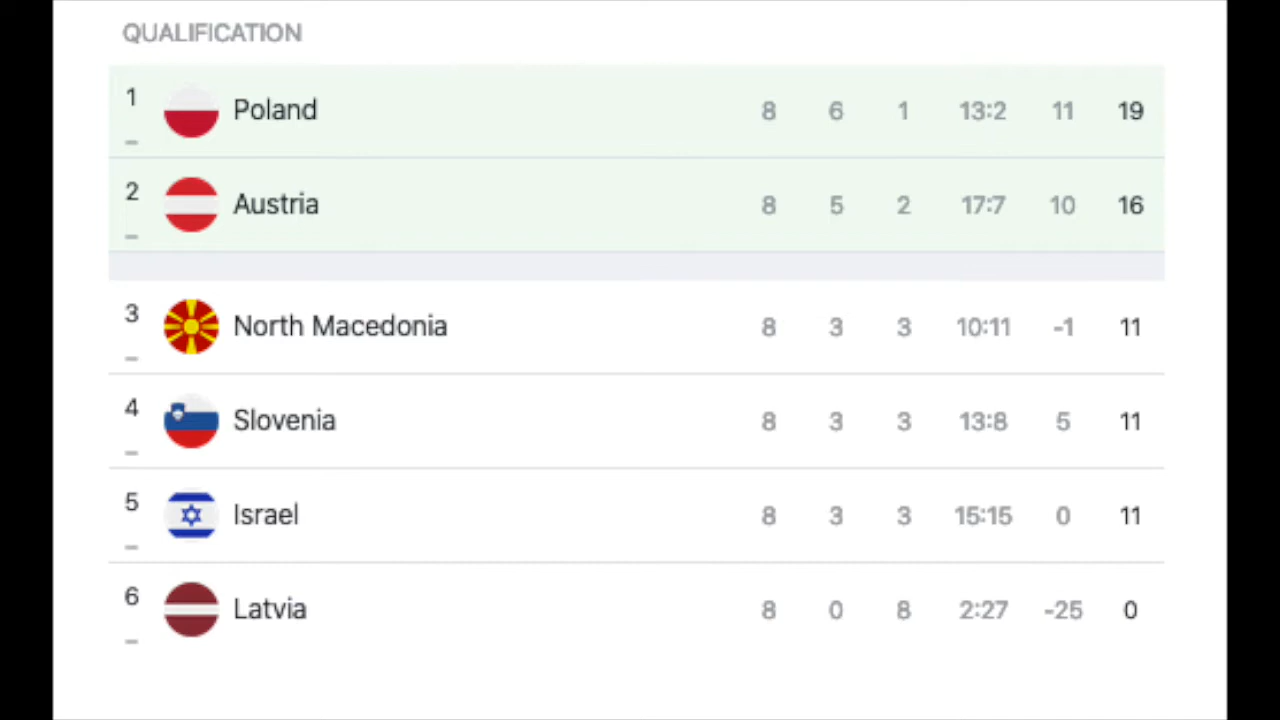 QUALIFICATION
1 Poland 8 6 1 13:2 11 19
–
2 Austria 8 5 2 17:7 10 16
–
3 North Macedonia 8 3 3 10:11 -1 11
–
4 Slovenia 8 3 3 13:8 5 11
–
5 Israel 8 3 3 15:15 0 11
–
6 Latvia 8 0 8 2:27 -25 0
–